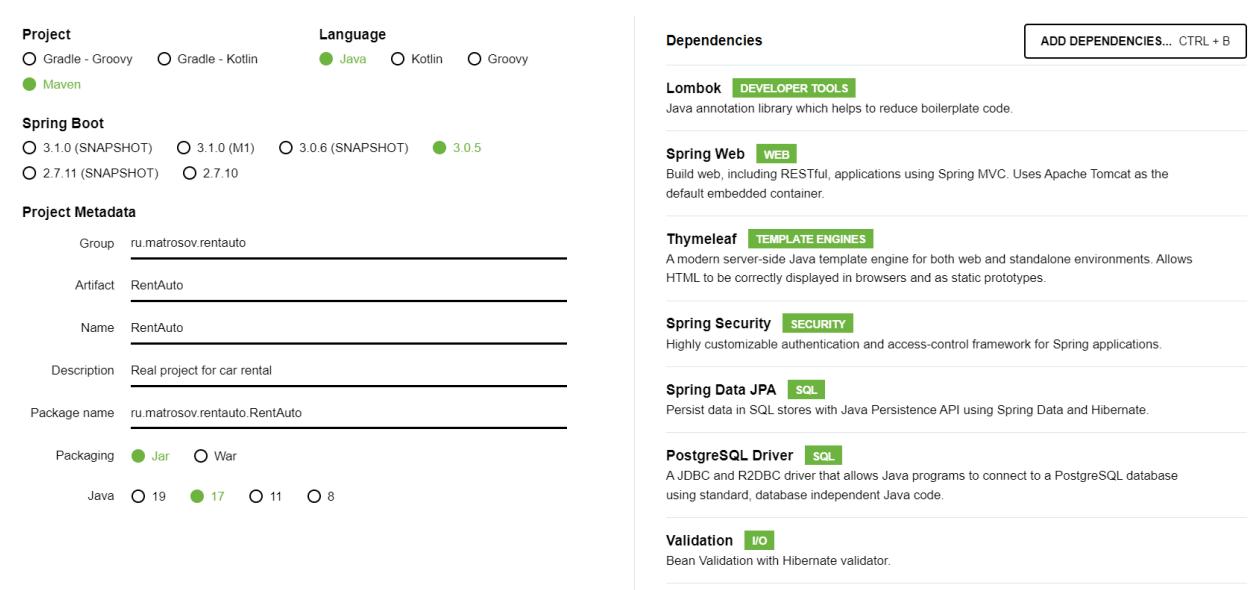 Project
Gradle - Groovy Gradle - Kotlin
Maven
Language
Java Kotlin Groovy
Spring Boot
3.1.0 (SNAPSHOT) 3.1.0 (M1) 3.0.6 (SNAPSHOT) 3.0.5
2.7.11 (SNAPSHOT) 2.7.10
Project Metadata
Group ru.matrosov.rentauto
Artifact RentAuto
Name RentAuto
Description Real project for car rental
Package name ru.matrosov.rentauto.RentAuto
Packaging Jar War
Java 19 17 11 8
Dependencies ADD DEPENDENCIES... CTRL + B
Lombok DEVELOPER TOOLS
Java annotation library which helps to reduce boilerplate code.
Spring Web WEB
Build web, including RESTful, applications using Spring MVC. Uses Apache Tomcat as the
default embedded container.
Thymeleaf TEMPLATE ENGINES
A modern server-side Java template engine for both web and standalone environments. Allows
HTML to be correctly displayed in browsers and as static prototypes.
Spring Security SECURITY
Highly customizable authentication and access-control framework for Spring applications.
Spring Data JPA SQL
Persist data in SQL stores with Java Persistence API using Spring Data and Hibernate.
PostgreSQL Driver SQL
A JDBC and R2DBC driver that allows Java programs to connect to a PostgreSQL database
using standard, database independent Java code.
Validation I/O
Bean Validation with Hibernate validator.